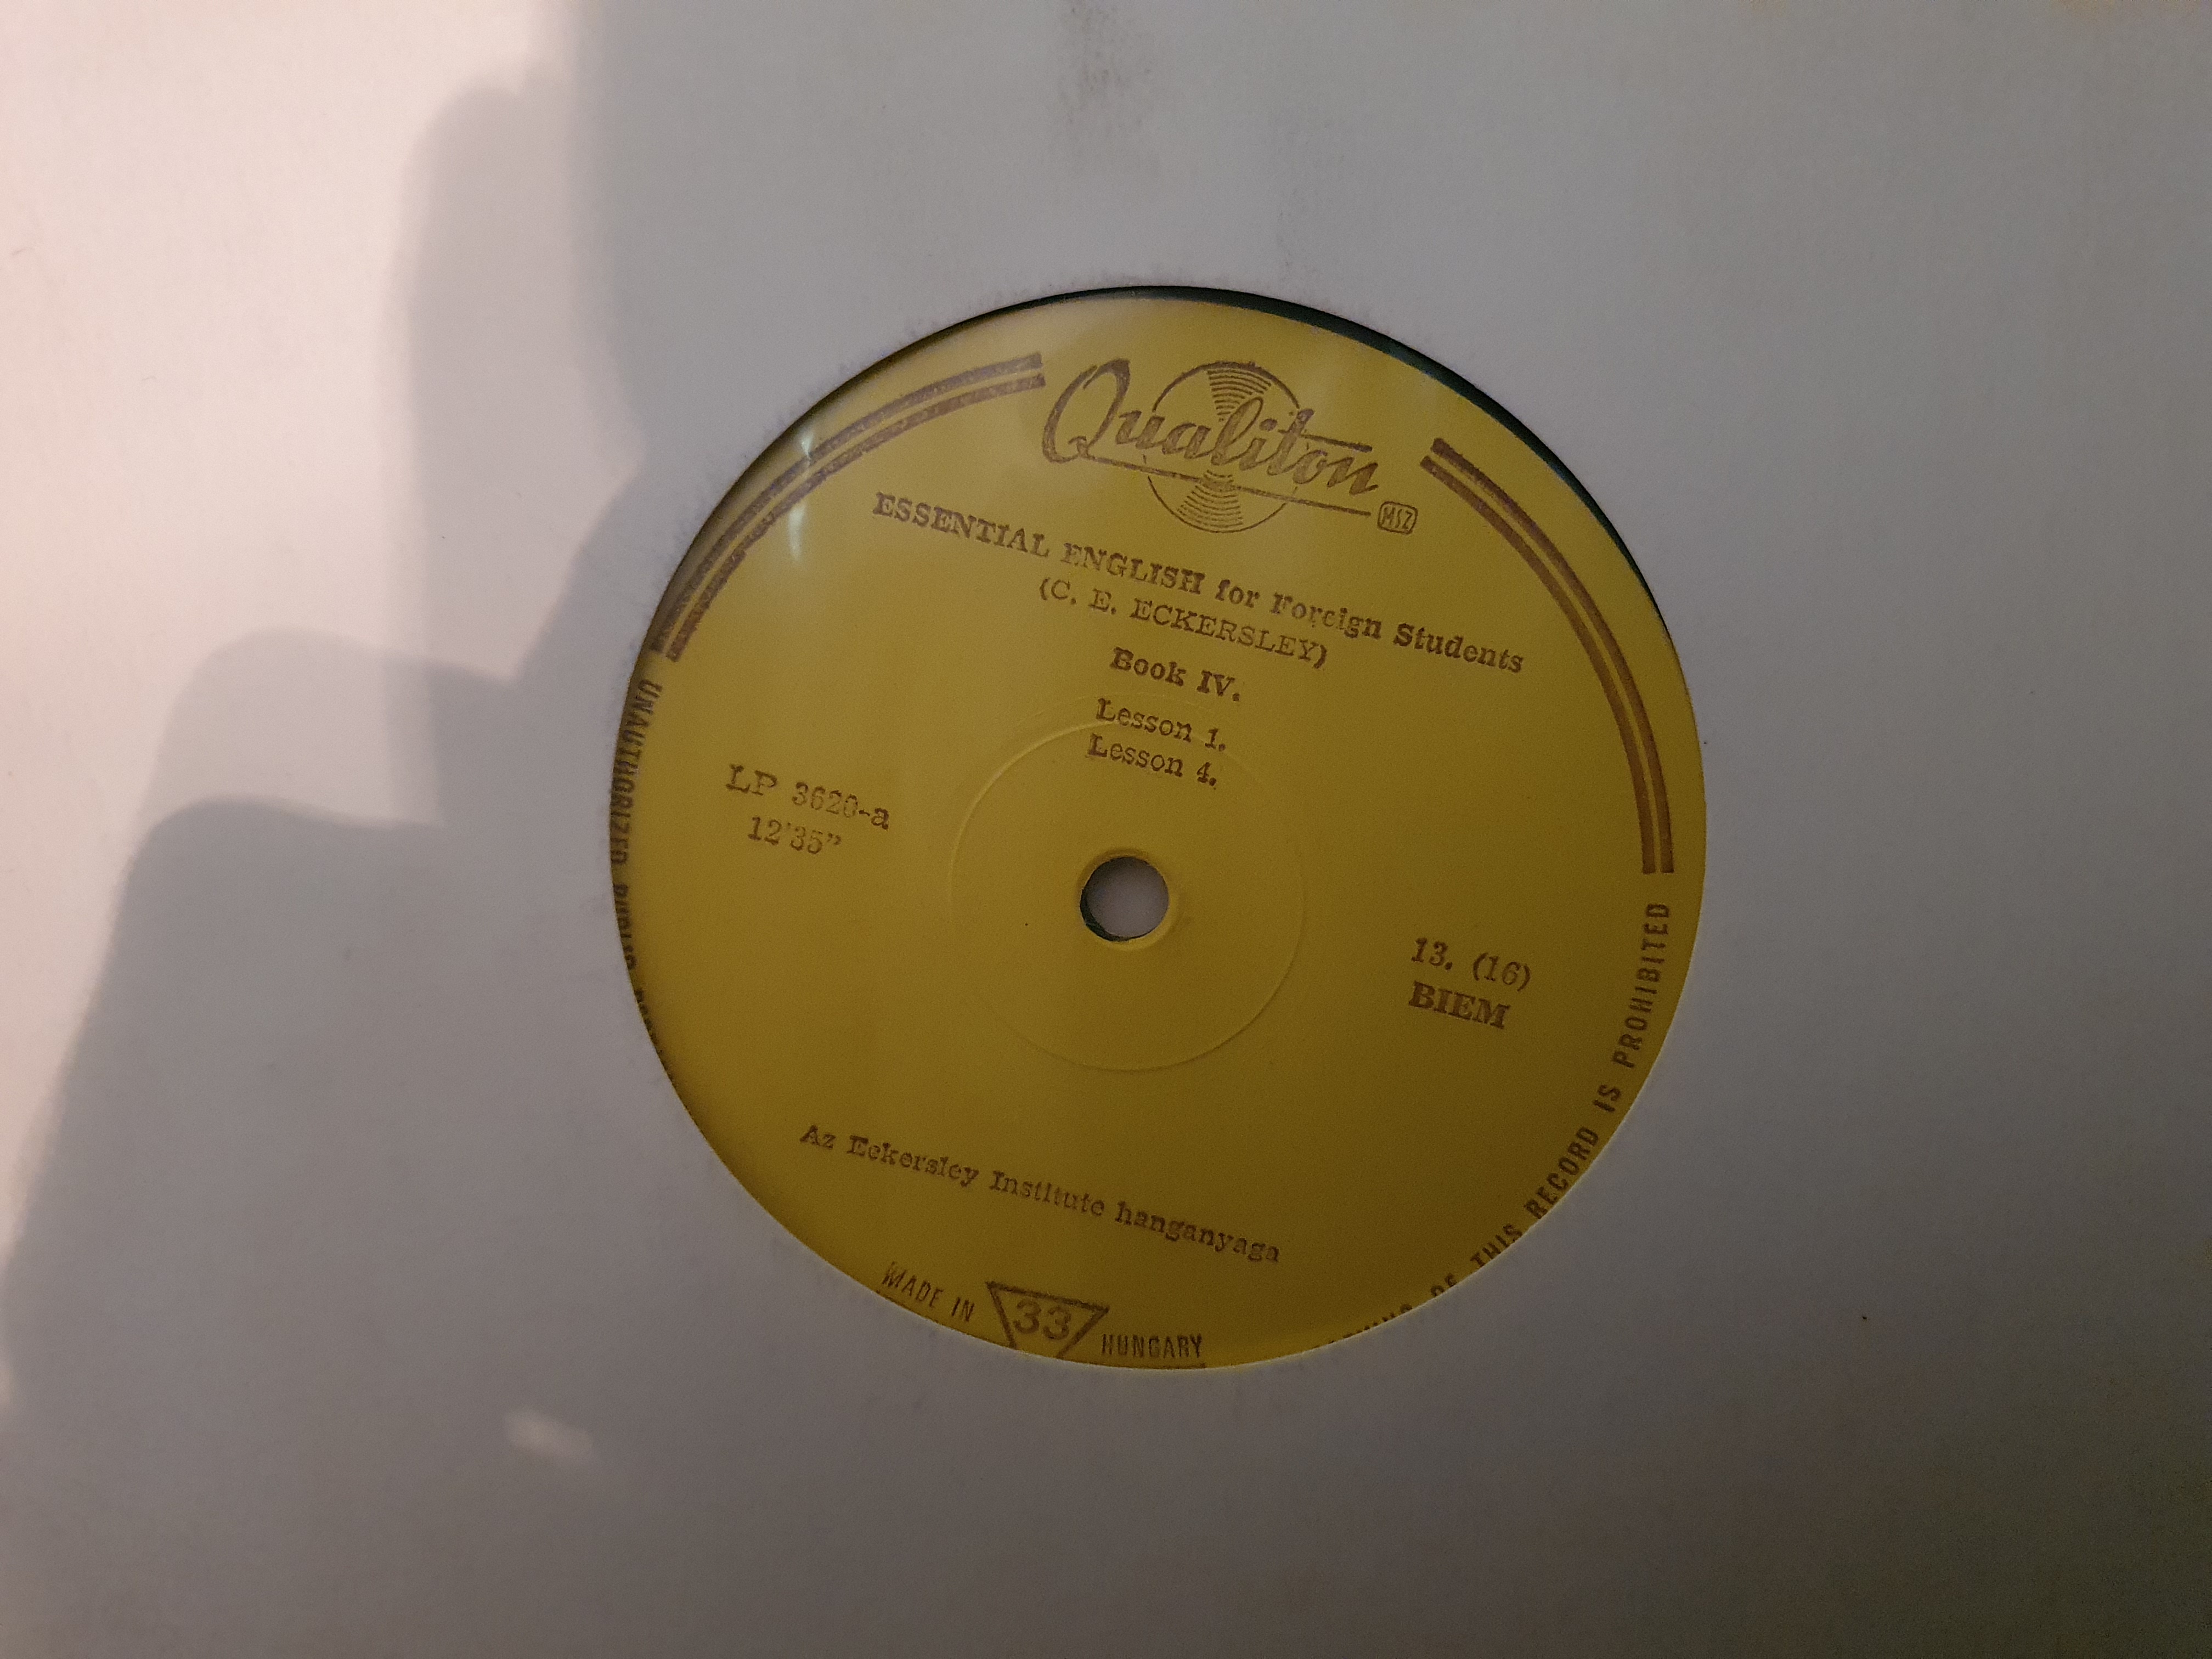 Qualiton
MSZ
ESSENTIAL ENGLISH for Foreign Students
(C. E. ECKERSLEY)
Book IV.
Lesson 1.
Lesson 4.
LP 3620-a
12'35”
13. (16)
BIEM
Az Eckersley Institute hanganyaga
MADE IN 33 HUNGARY
UNAUTHORIZED
OF THIS RECORD IS PROHIBITED